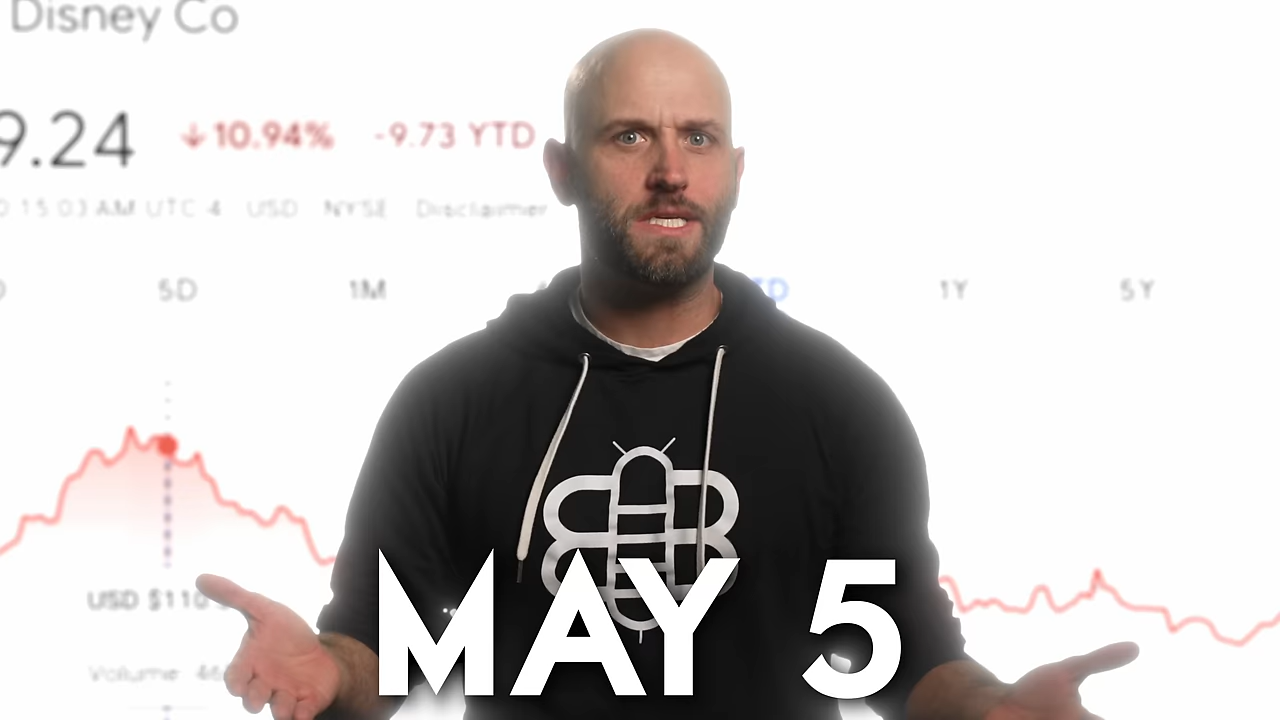 Disney Co
9.24 ↓10.94% -9.73 YTD
15:03 AM UTC-4 USD NYSE Disclaimer
5D 1M 1Y 5Y
USD $110
Volume
MAY 5